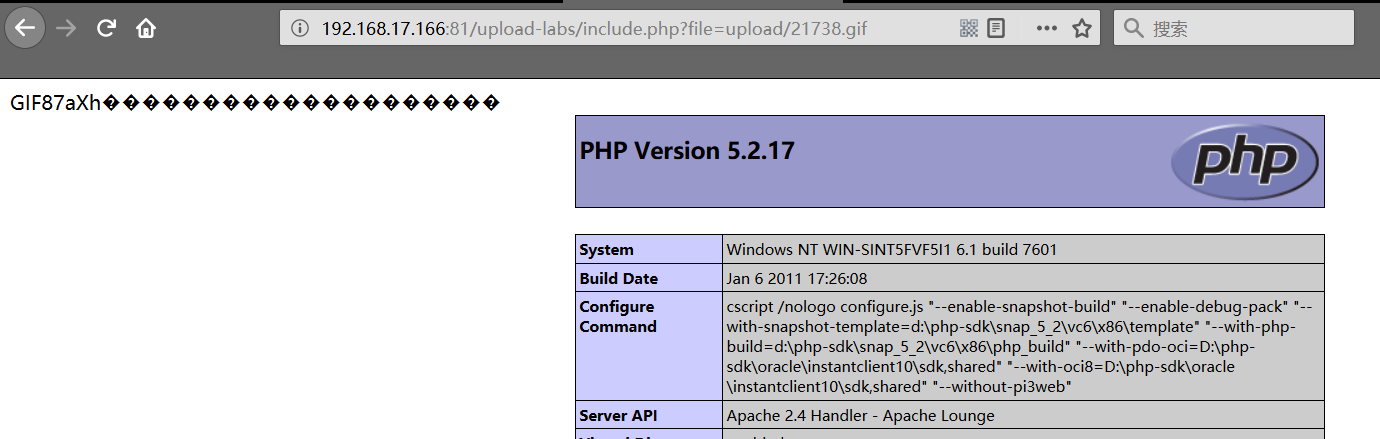 192.168.17.166:81/upload-labs/include.php?file=upload/21738.gif
搜索
GIF87aXh���������������������
PHP Version 5.2.17
php
System
Windows NT WIN-SINT5FVF5I1 6.1 build 7601
Build Date
Jan 6 2011 17:26:08
Configure
Command
cscript /nologo configure.js "--enable-snapshot-build" "--enable-debug-pack" "--
with-snapshot-template=d:\php-sdk\snap_5_2\vc6\x86\template" "--with-php-
build=d:\php-sdk\snap_5_2\vc6\x86\php_build" "--with-pdo-oci=D:\php-
sdk\oracle\instantclient10\sdk,shared" "--with-oci8=D:\php-sdk\oracle
\instantclient10\sdk,shared" "--without-pi3web"
Server API
Apache 2.4 Handler - Apache Lounge